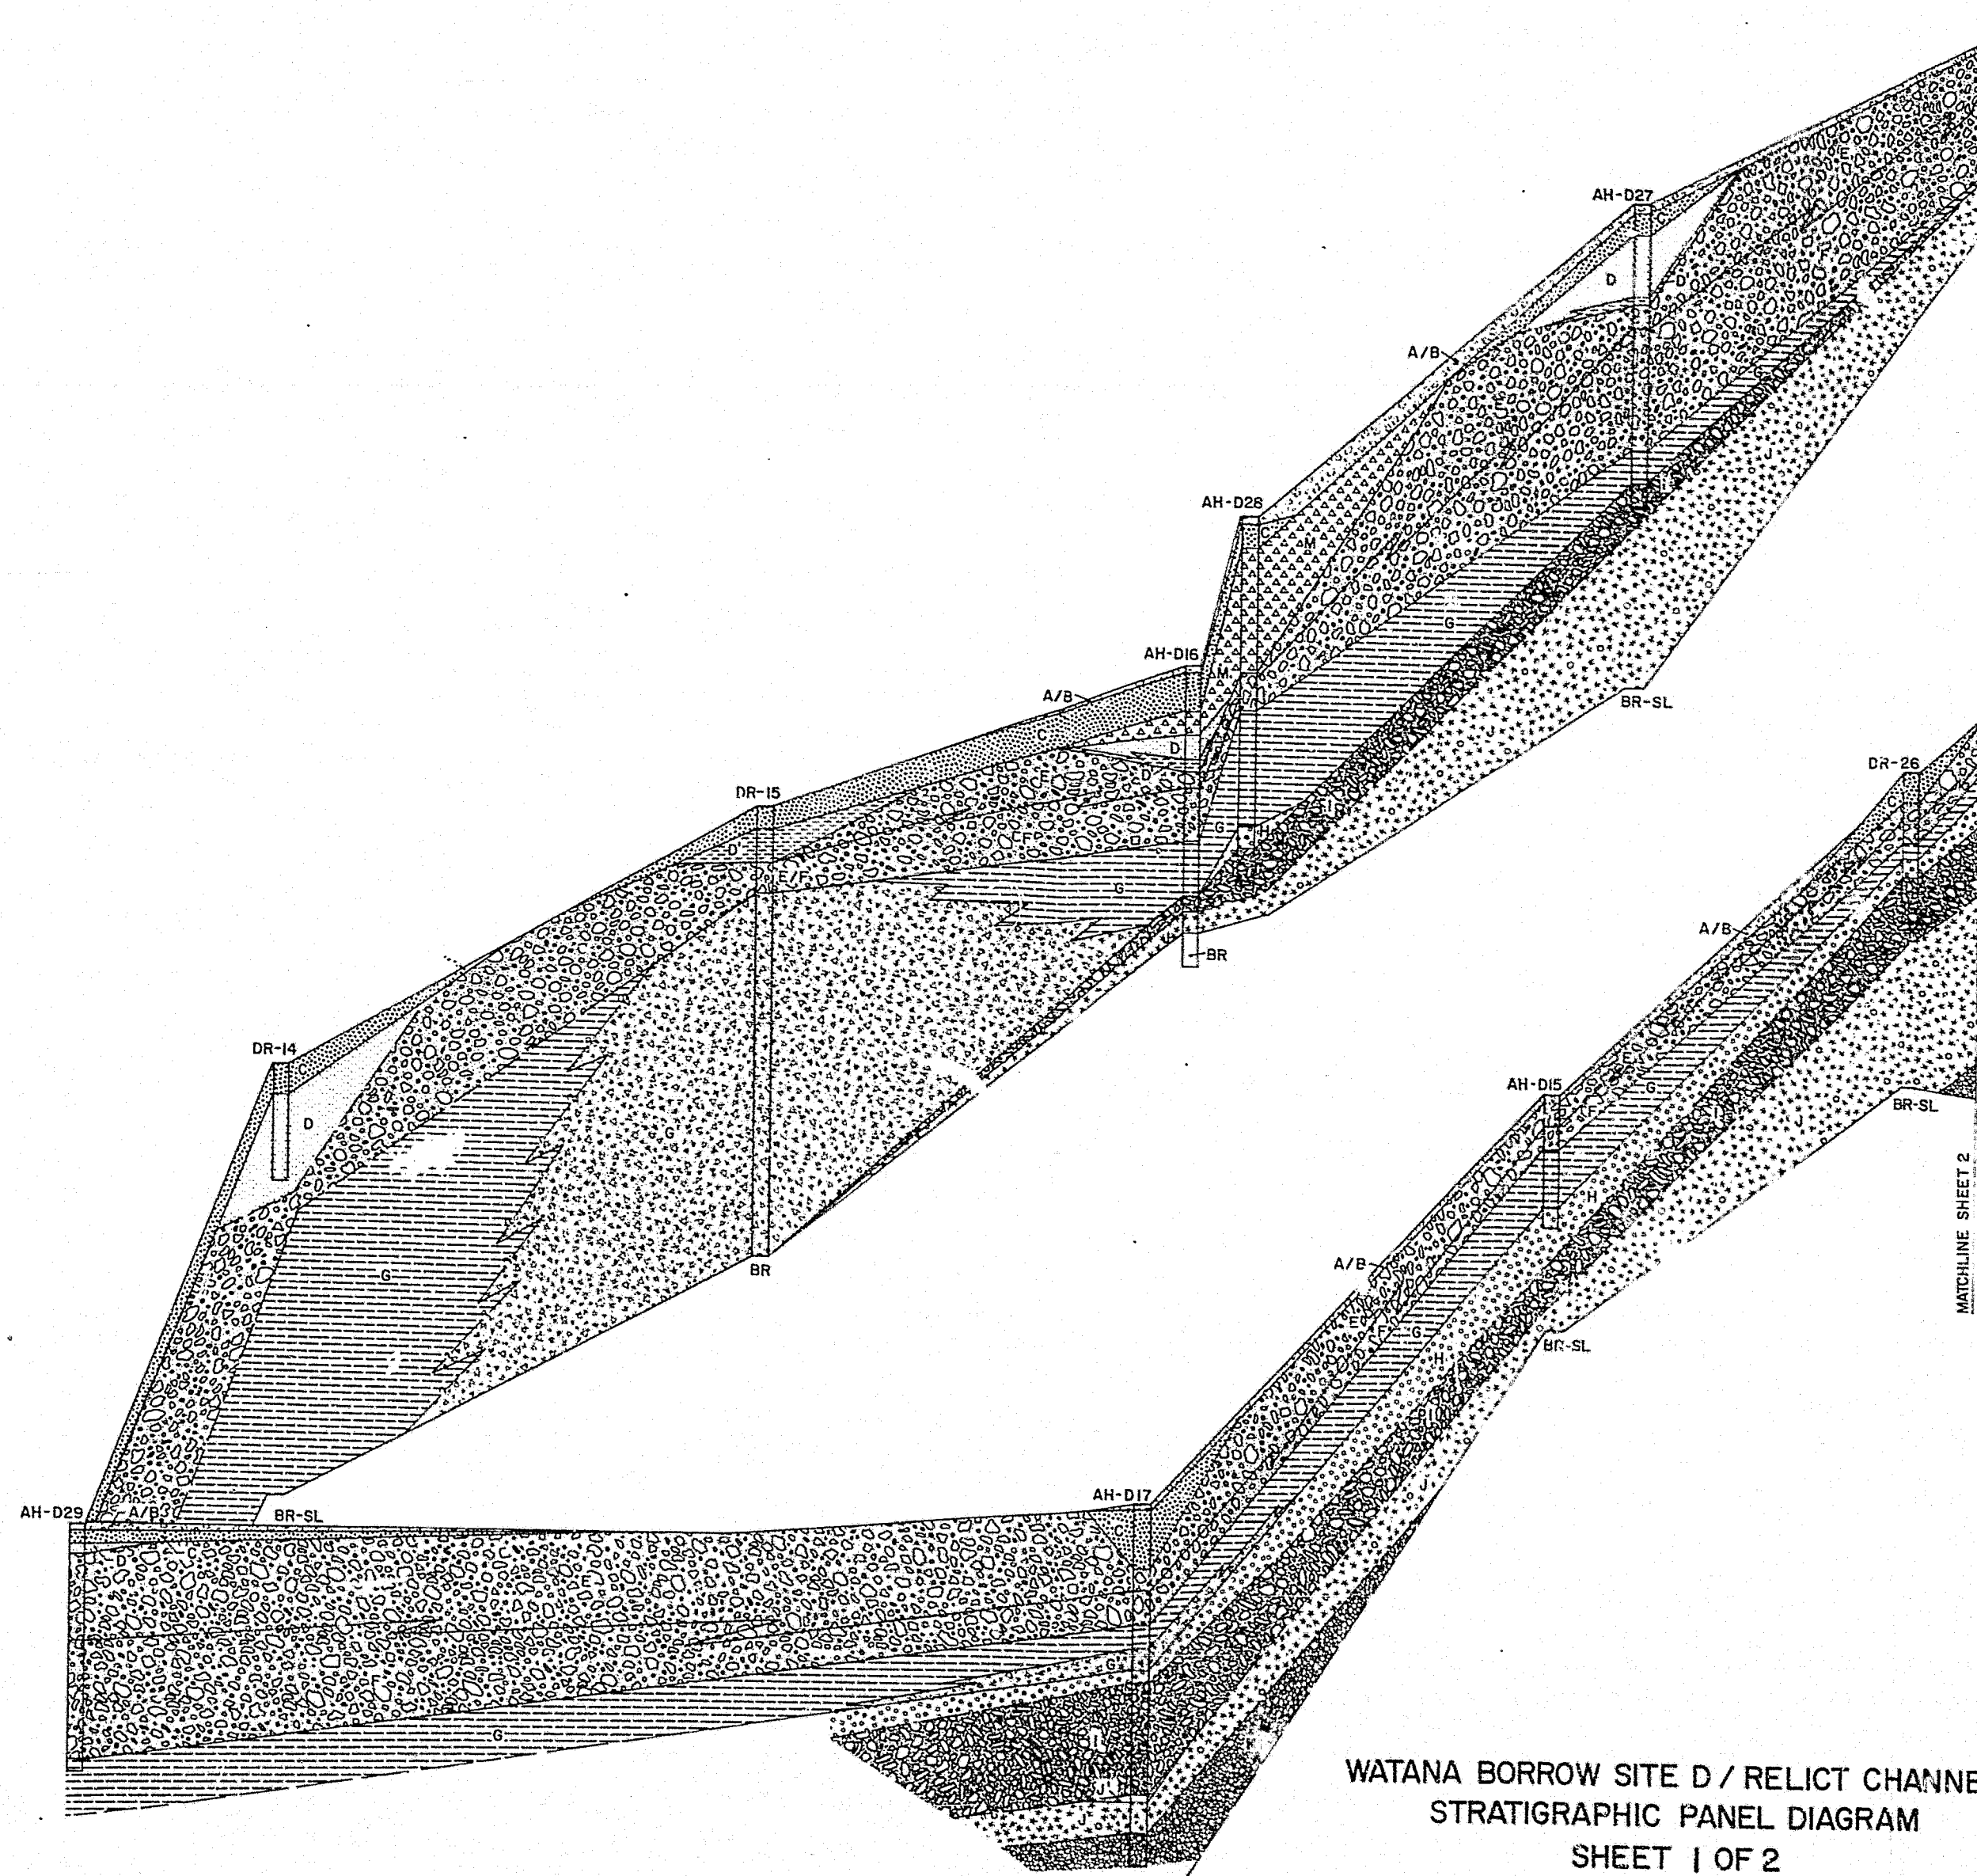 AH-D27
C
E
D
D
A/B
E
J
AH-D28
C
M
G
AH-D16
M
A/B
BR-SL
C
D
J
E
D
DR-26
DR-15
I
F
G
H
D
E/F
G
A/B
BR
DR-14
C
E
AH-D15
G
BR-SL
F
I
D
G
J
MATCHLINE SHEET 2
H
A/B
BR
G
E
F
G
BR-SL
H
I
J
AH-D17
AH-D29
A/B
BR-SL
C
D
E
G
G
I
J
WATANA BORROW SITE D / RELICT CHANNE
STRATIGRAPHIC PANEL DIAGRAM
SHEET 1 OF 2